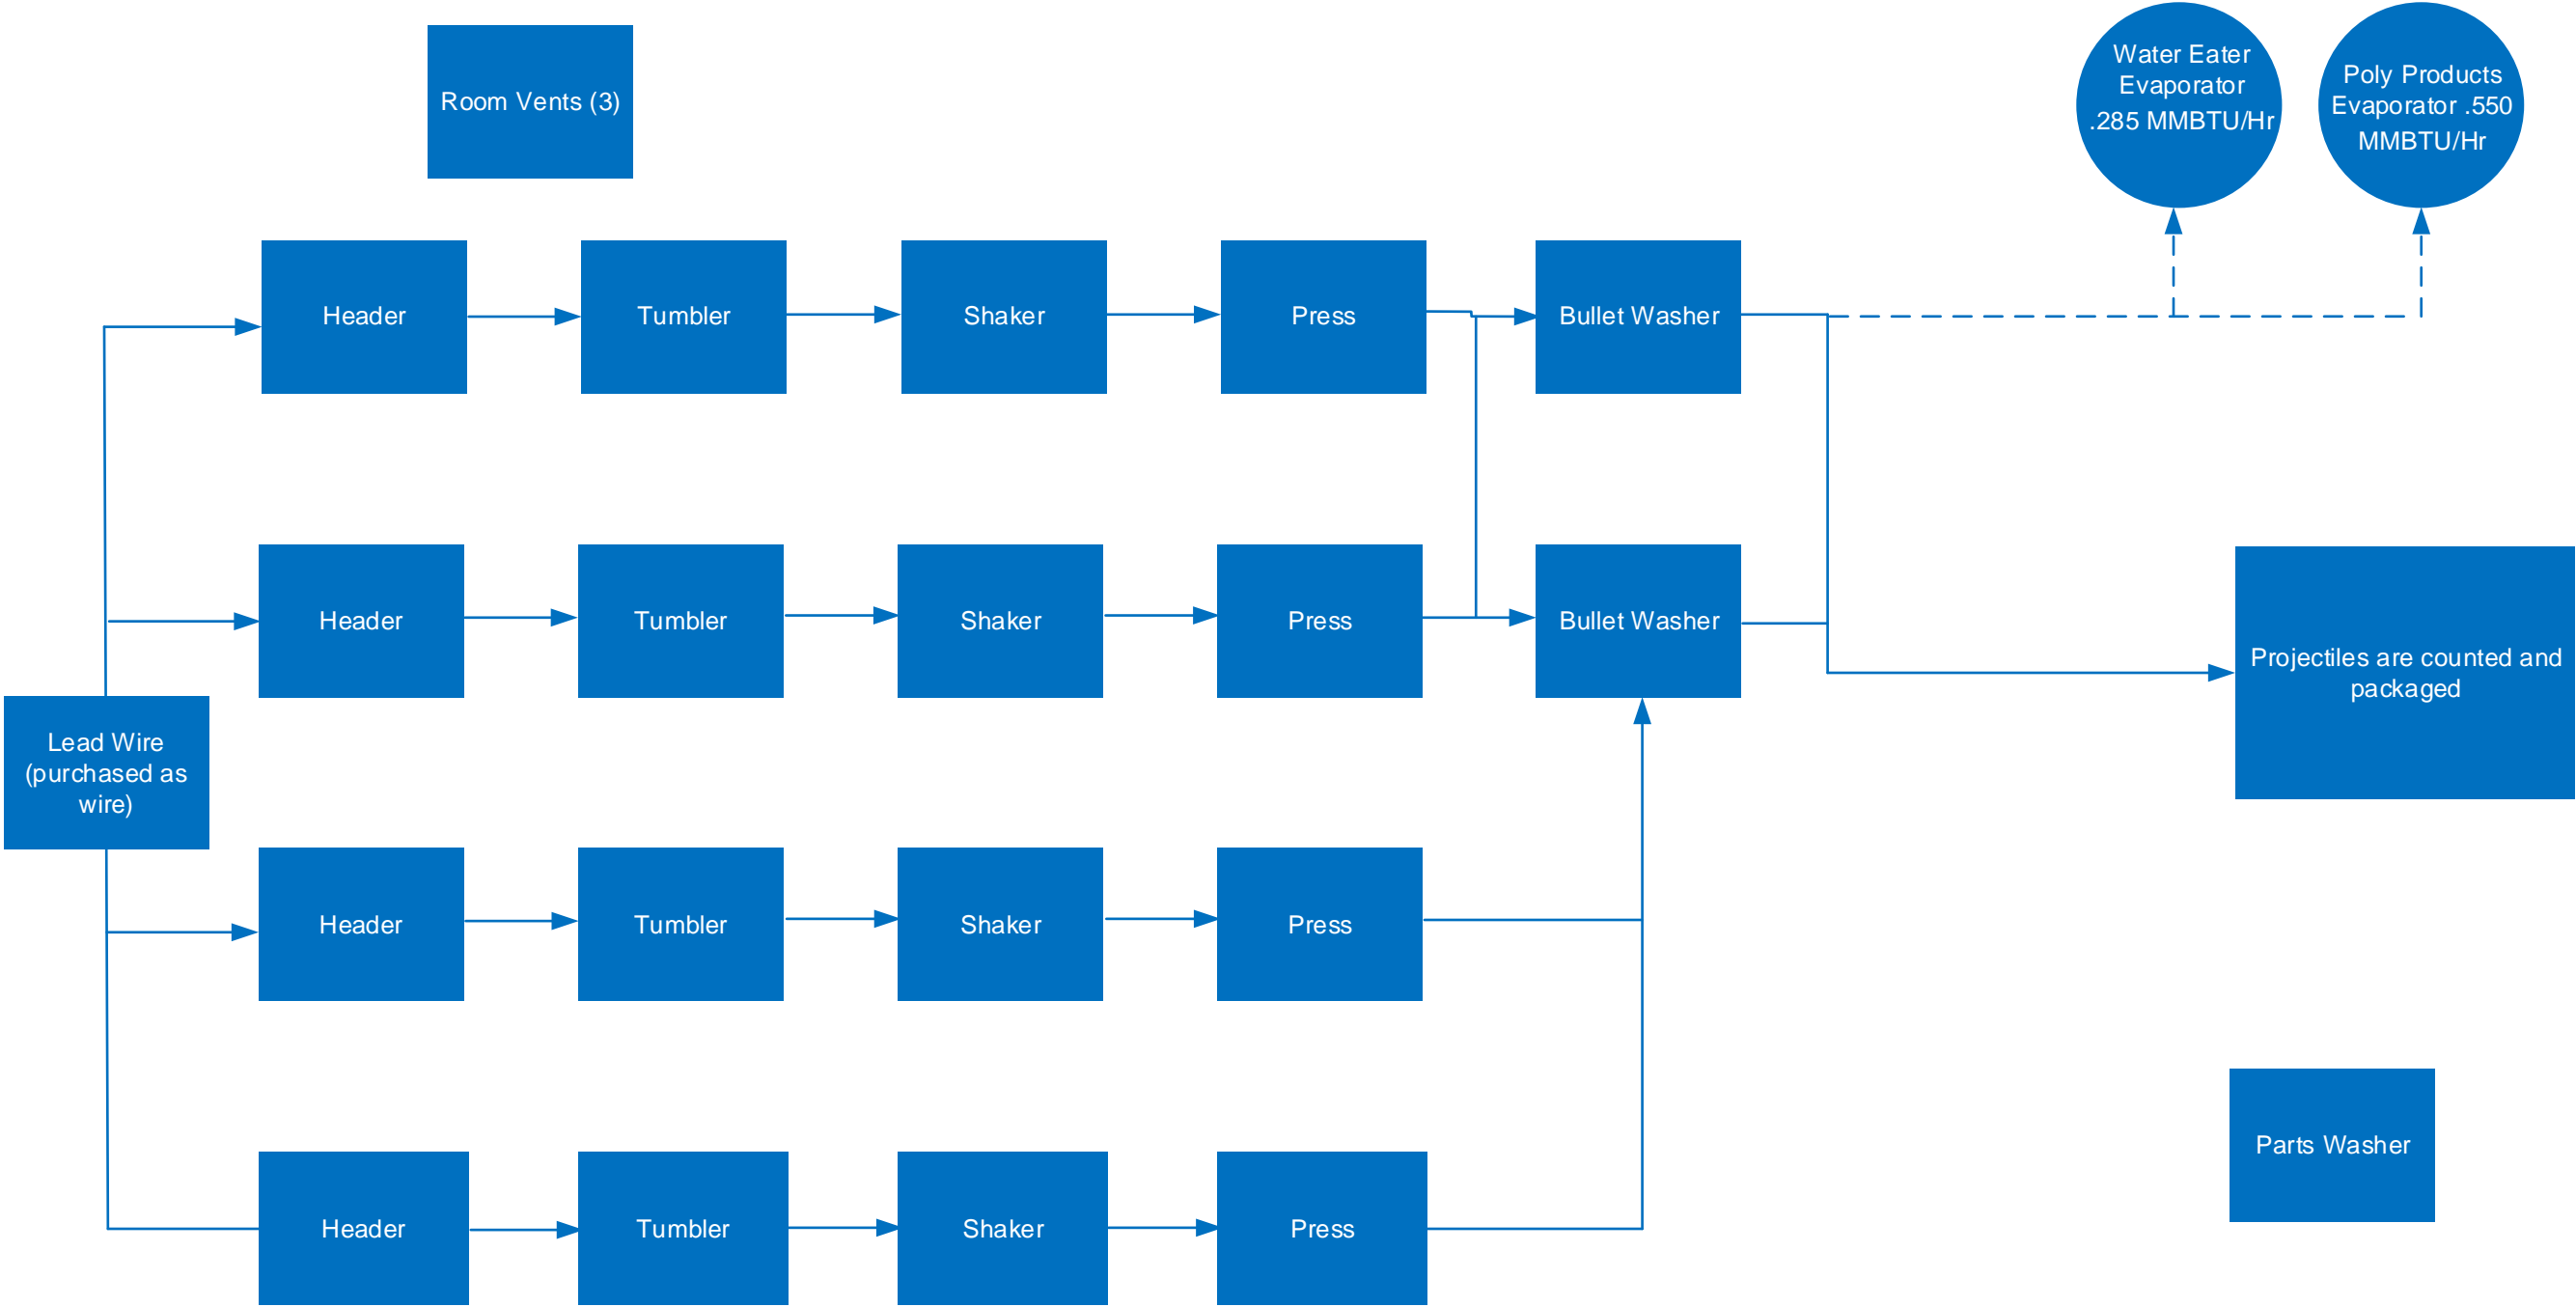 Room Vents (3)
Water Eater
Evaporator
.285 MMBTU/Hr
Poly Products
Evaporator .550
MMBTU/Hr
Header
Tumbler
Shaker
Press
Bullet Washer
Header
Tumbler
Shaker
Press
Bullet Washer
Projectiles are counted and
packaged
Lead Wire
(purchased as
wire)
Header
Tumbler
Shaker
Press
Parts Washer
Header
Tumbler
Shaker
Press